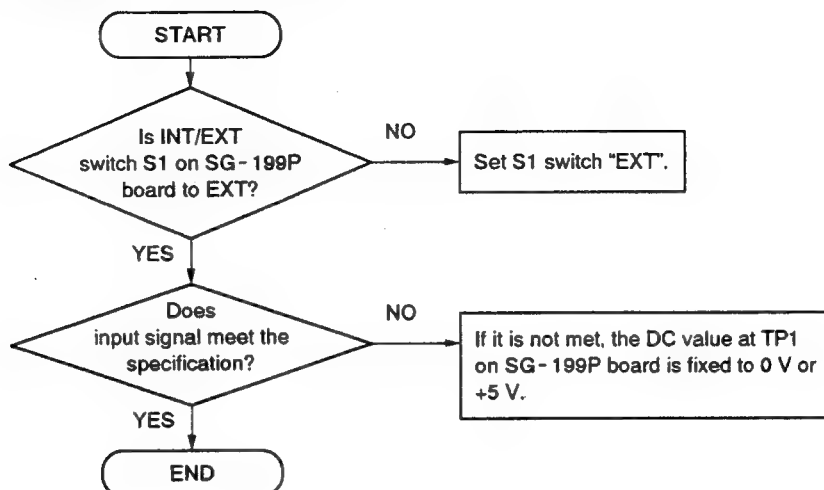 START
Is INT/EXT
switch S1 on SG-199P
board to EXT?
NO
Set S1 switch “EXT”.
YES
Does
input signal meet the
specification?
NO
If it is not met, the DC value at TP1
on SG-199P board is fixed to 0 V or
+5 V.
YES
END